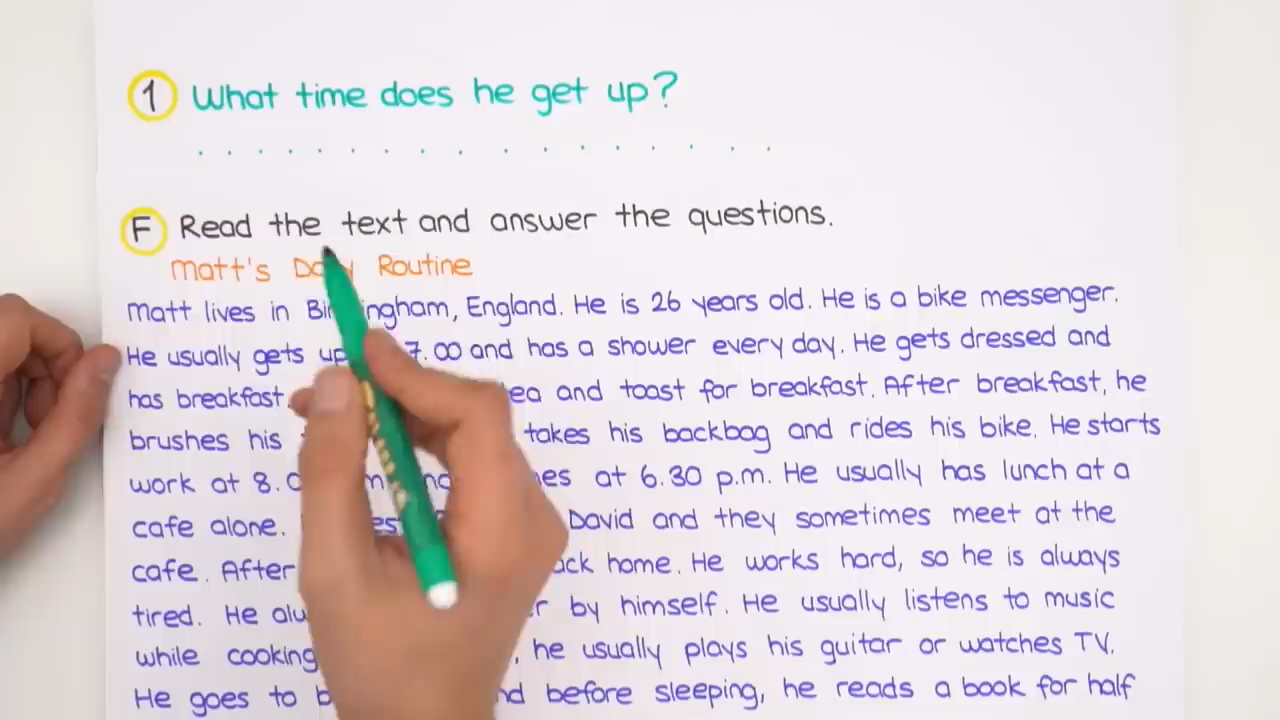 1 What time does he get up?
F Read the text and answer the questions.
Matt's Routine
Matt lives in England. He is 26 years old. He is a bike messenger.
He usually gets up 7.00 and has a shower every day. He gets dressed and
has breakfast. and toast for breakfast. After breakfast, he
brushes his takes his backbag and rides his bike. He starts
work at at 6.30 p.m. He usually has lunch at a
cafe alone. David and they sometimes meet at the
cafe. After home. He works hard, so he is always
tired. He by himself. He usually listens to music
while cooking he usually plays his guitar or watches TV.
He goes to before sleeping, he reads a book for half